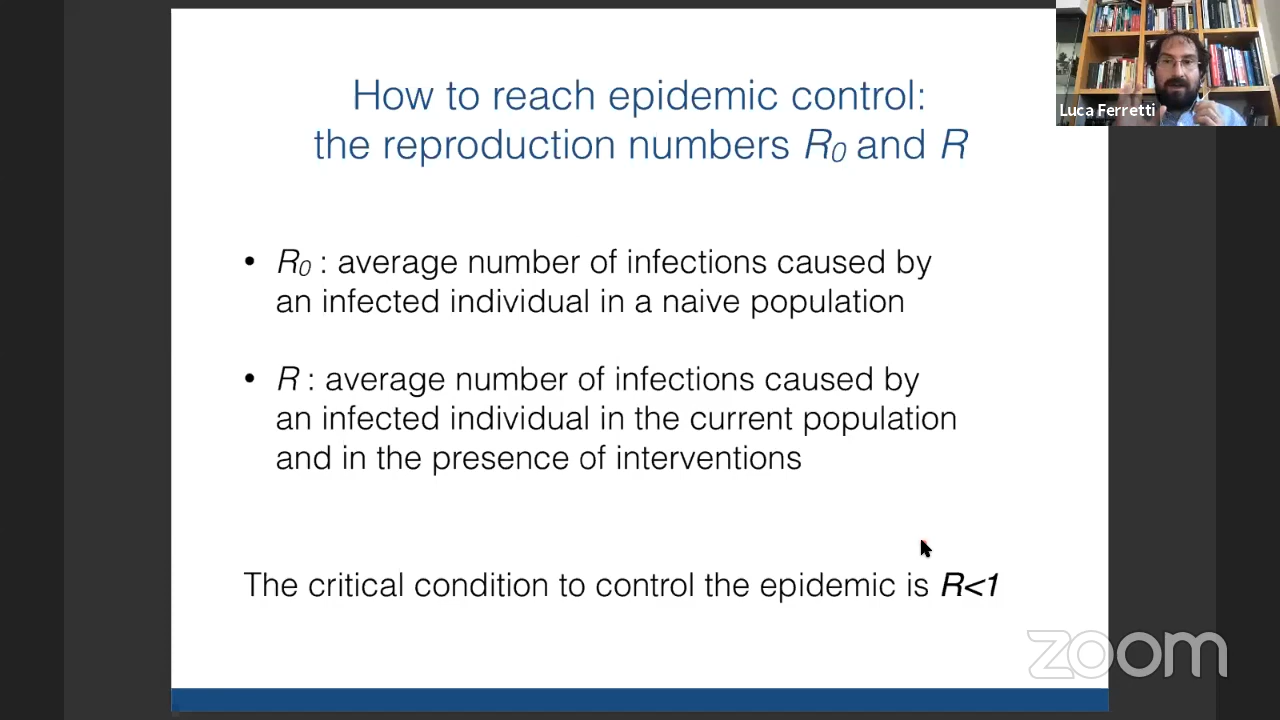 How to reach epidemic control:
the reproduction numbers R₀ and R
Luca Ferretti
• R₀ : average number of infections caused by
an infected individual in a naive population
• R : average number of infections caused by
an infected individual in the current population
and in the presence of interventions
The critical condition to control the epidemic is R<1
zoom